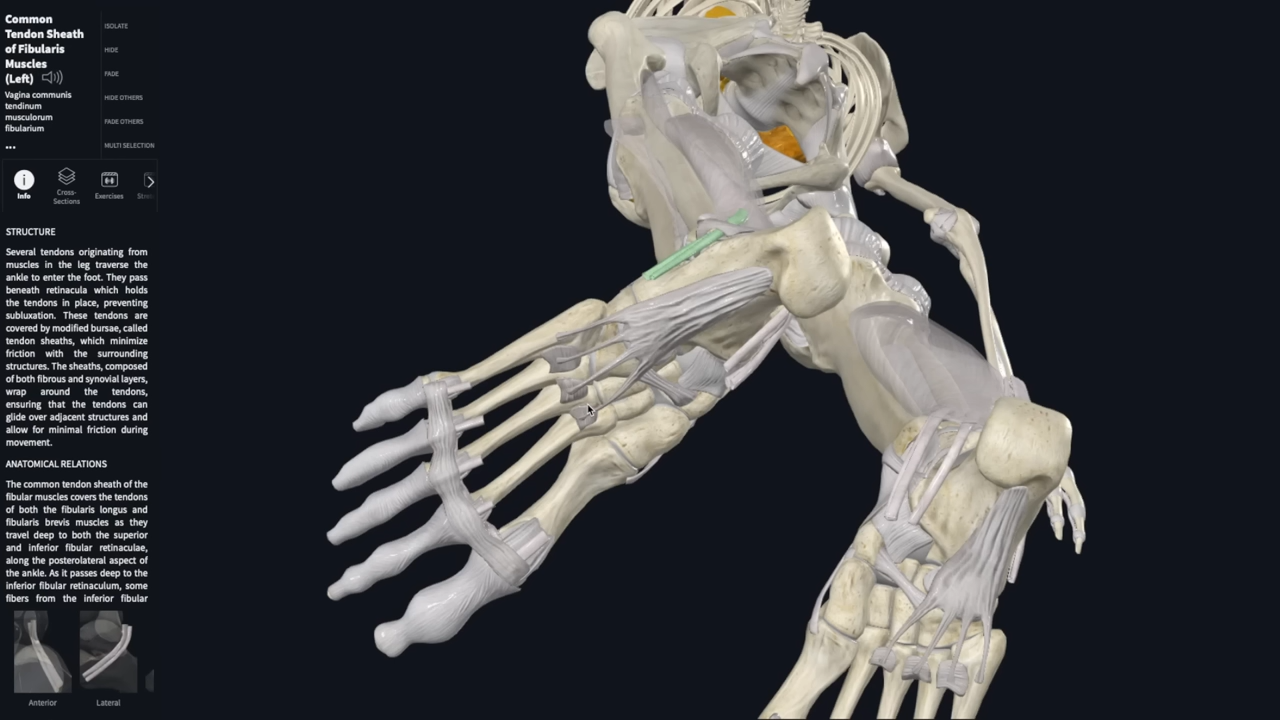 Common
Tendon Sheath
of Fibularis
Muscles
(Left)
Vagina communis
tendinum
musculorum
fibularium
...
ISOLATE
HIDE
FADE
HIDE OTHERS
FADE OTHERS
MULTI SELECTION
Info
Cross-
Sections
Exercises
STRUCTURE
Several tendons originating from
muscles in the leg traverse the
ankle to enter the foot. They pass
beneath retinacula which holds
the tendons in place, preventing
subluxation. These tendons are
covered by modified bursae, called
tendon sheaths, which minimize
friction with the surrounding
structures. The sheaths, composed
of both fibrous and synovial layers,
wrap around the tendons,
ensuring that the tendons can
glide over adjacent structures and
allow for minimal friction during
movement.
ANATOMICAL RELATIONS
The common tendon sheath of the
fibular muscles covers the tendons
of both the fibularis longus and
fibularis brevis muscles as they
travel deep to both the superior
and inferior fibular retinaculae,
along the posterolateral aspect of
the ankle. As it passes deep to the
inferior fibular retinaculum, some
fibers from the inferior fibular
Anterior
Lateral